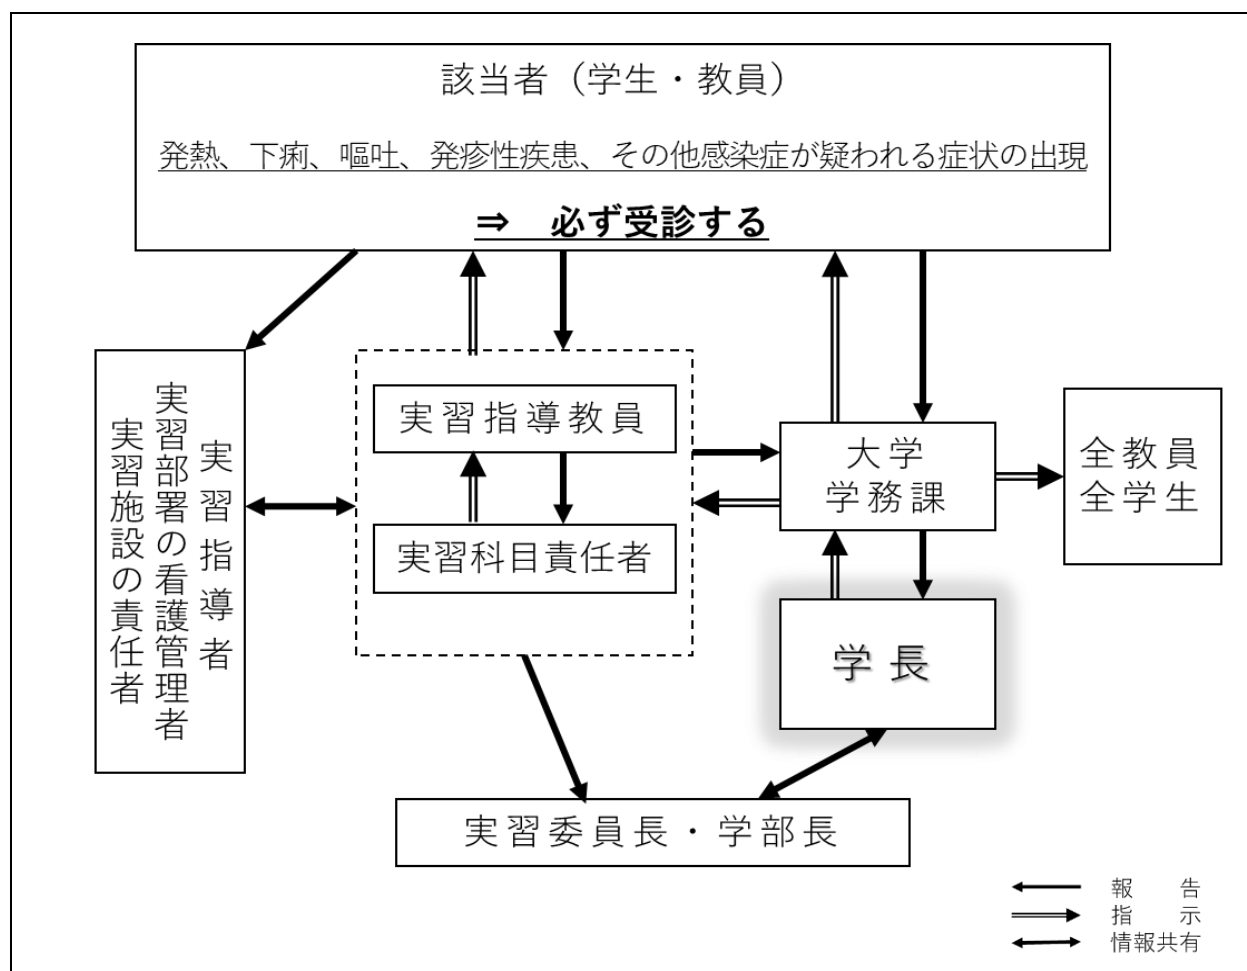 該当者（学生・教員）
発熱、下痢、嘔吐、発疹性疾患、その他感染症が疑われる症状の出現
⇒　必ず受診する
実習指導者
実習部署の看護管理者
実習施設の責任者
実習指導教員
実習科目責任者
大学
学務課
全教員
全学生
学長
実習委員長・学部長
報　　告
指　　示
情報共有